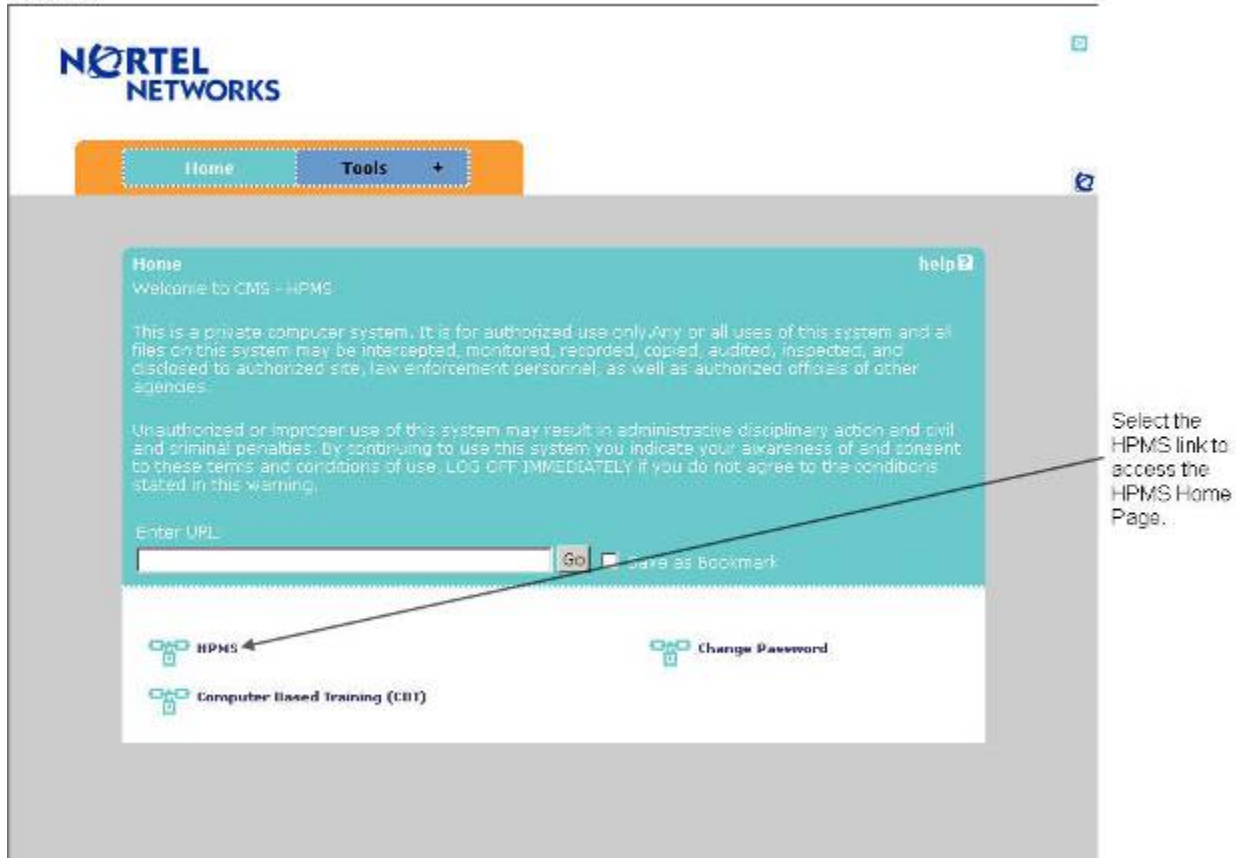 NORTEL
NETWORKS
Home
Tools +
Home
help?
Welcome to CMS - HPMS
This is a private computer system. It is for authorized use only.Any or all uses of this system and all
files on this system may be intercepted, monitored, recorded, copied, audited, inspected, and
disclosed to authorized site, law enforcement personnel, as well as authorized officials of other
agencies.
Unauthorized or improper use of this system may result in administrative disciplinary action and civil
and criminal penalties. By continuing to use this system you indicate your awareness of and consent
to these terms and conditions of use. LOG OFF IMMEDIATELY if you do not agree to the conditions
stated in this warning.
Enter URL
Go
Save as Bookmark
HPMS
Change Password
Computer Based Training (CBT)
Select the
HPMS link to
access the
HPMS Home
Page.